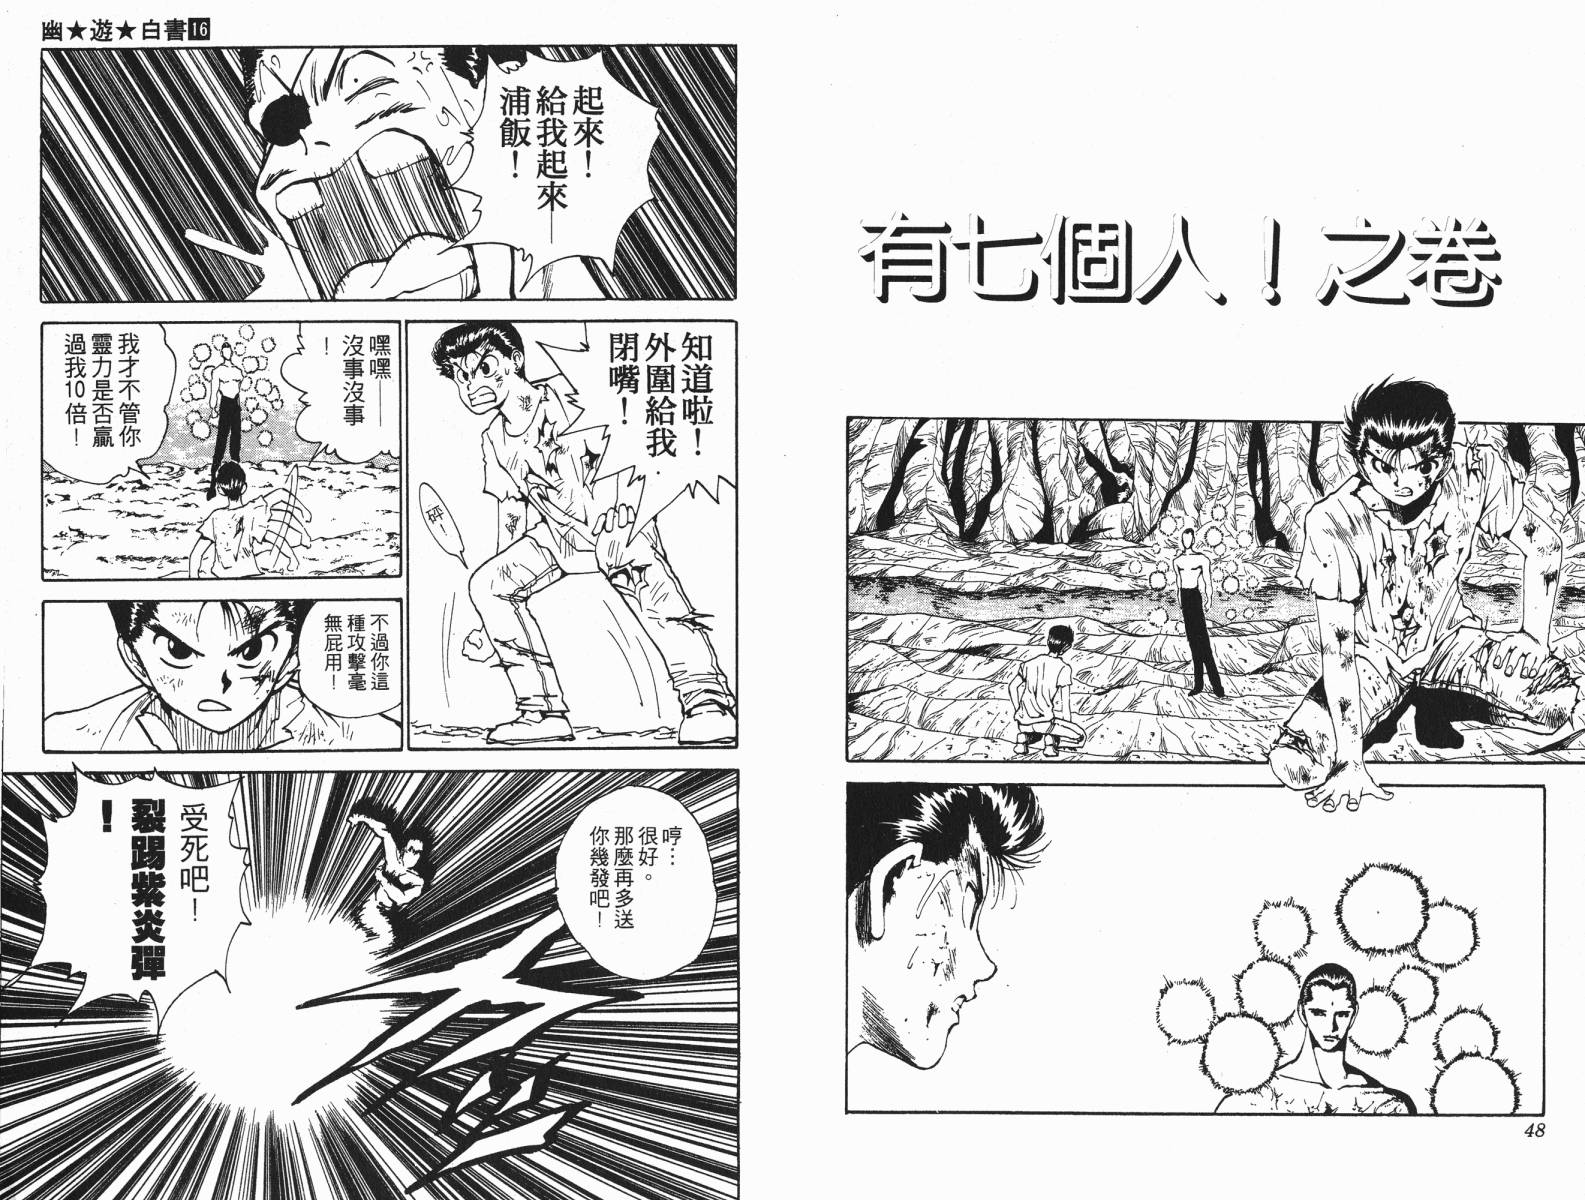 有七個人！之卷
48
幽★遊★白書16
起來！
給我起來──
浦飯！
知道啦！
外圍給我
閉嘴！
砰！
嘿嘿──
沒事沒事
！
我才不管你
靈力是否贏
過我10倍！
不過你這
種攻擊毫
無屁用！
哼…
很好。
那麼再多送
你幾發吧！
受死吧！
裂踢紫炎彈
！